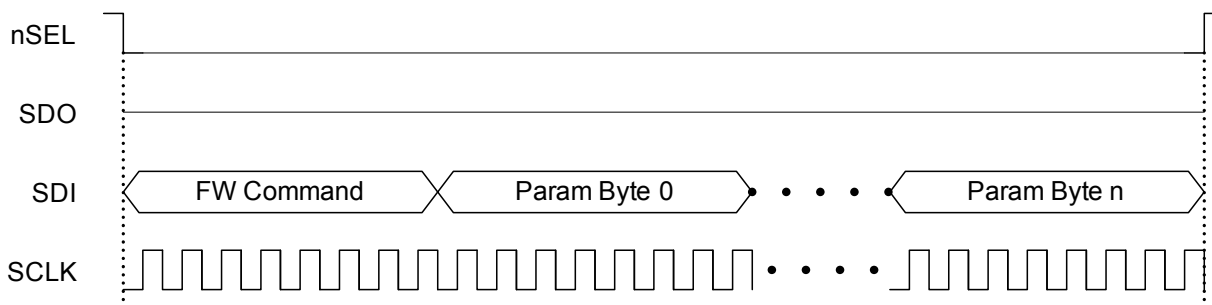 nSEL
SDO
SDI FW Command Param Byte 0 Param Byte n
SCLK